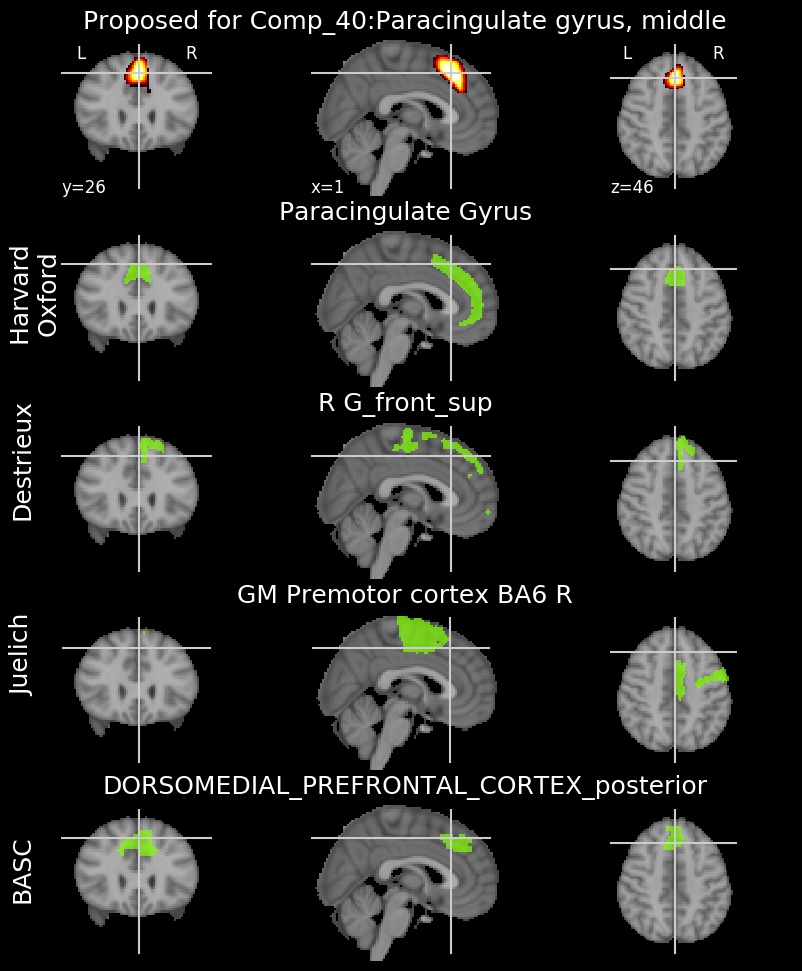 Proposed for Comp_40:Paracingulate gyrus, middle
L R
L R
y=26
x=1
z=46
Paracingulate Gyrus
Harvard
Oxford
R G_front_sup
Destrieux
GM Premotor cortex BA6 R
Juelich
DORSOMEDIAL_PREFRONTAL_CORTEX_posterior
BASC